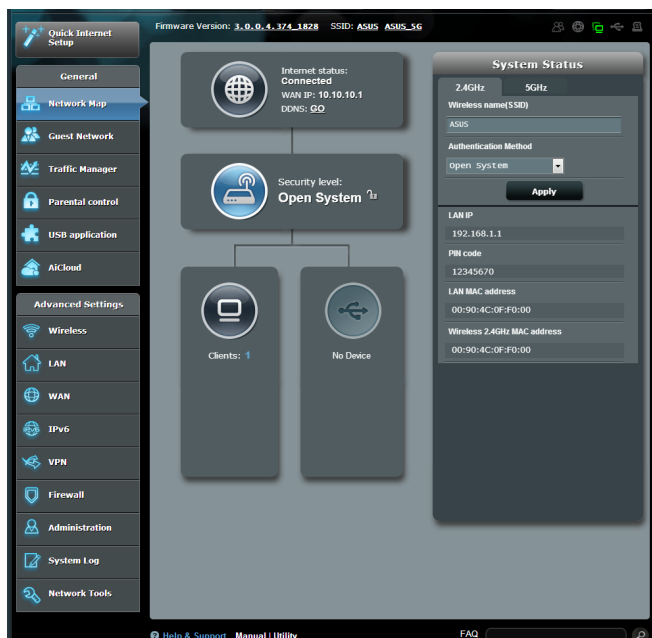 Quick Internet
Setup
Firmware Version: 3.0.0.4.374_1828 SSID: ASUS ASUS_5G
General
Network Map
Guest Network
Traffic Manager
Parental control
USB application
AiCloud
Advanced Settings
Wireless
LAN
WAN
IPv6
VPN
Firewall
Administration
System Log
Network Tools
Internet status:
Connected
WAN IP: 10.10.10.1
DDNS: GO
Security level:
Open System
Clients: 1
No Device
System Status
2.4GHz 5GHz
Wireless name(SSID)
ASUS
Authentication Method
Open System
Apply
LAN IP
192.168.1.1
PIN code
12345670
LAN MAC address
00:90:4C:0F:F0:00
Wireless 2.4GHz MAC address
00:90:4C:0F:F0:00
Help & Support Manual | Utility FAQ